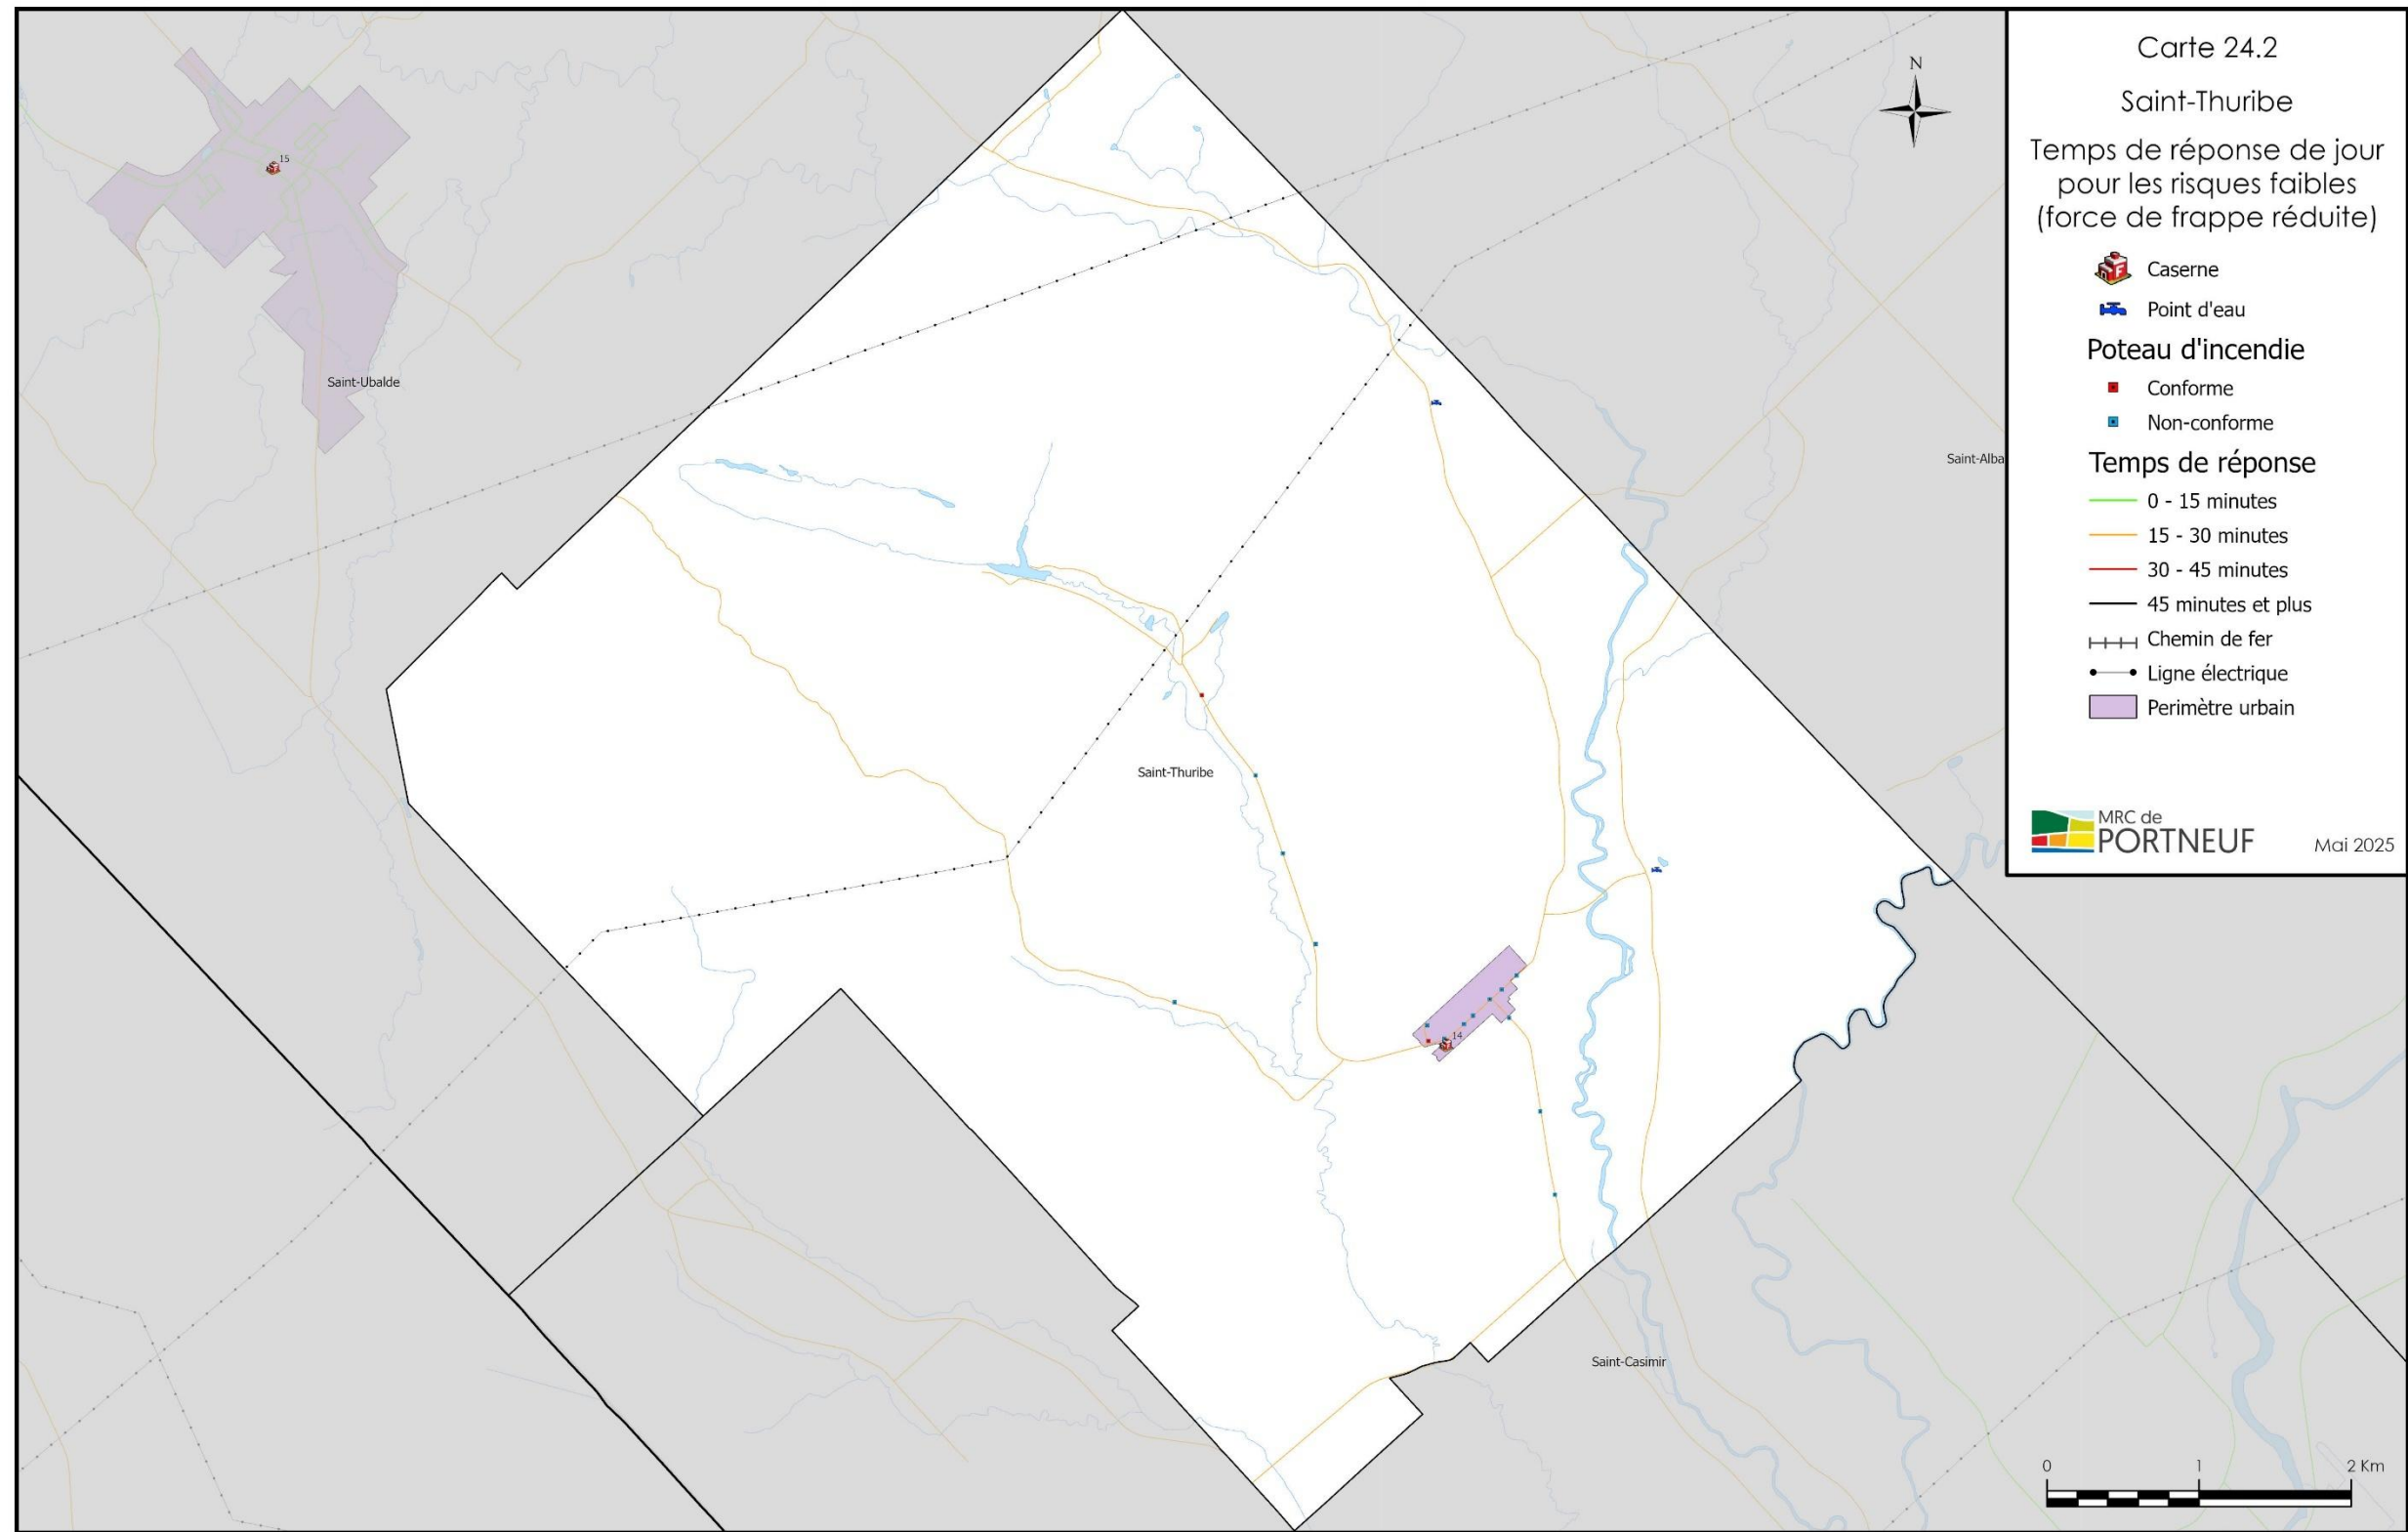 Carte 24.2
Saint-Thuribe
Temps de réponse de jour
pour les risques faibles
(force de frappe réduite)
F Caserne
Point d'eau
Poteau d'incendie
Conforme
Non-conforme
Temps de réponse
0 - 15 minutes
15 - 30 minutes
30 - 45 minutes
45 minutes et plus
Chemin de fer
Ligne électrique
Perimètre urbain
MRC de
PORTNEUF
Mai 2025
N
15
Saint-Ubalde
Saint-Alba
Saint-Thuribe
14
Saint-Casimir
0 1 2 Km